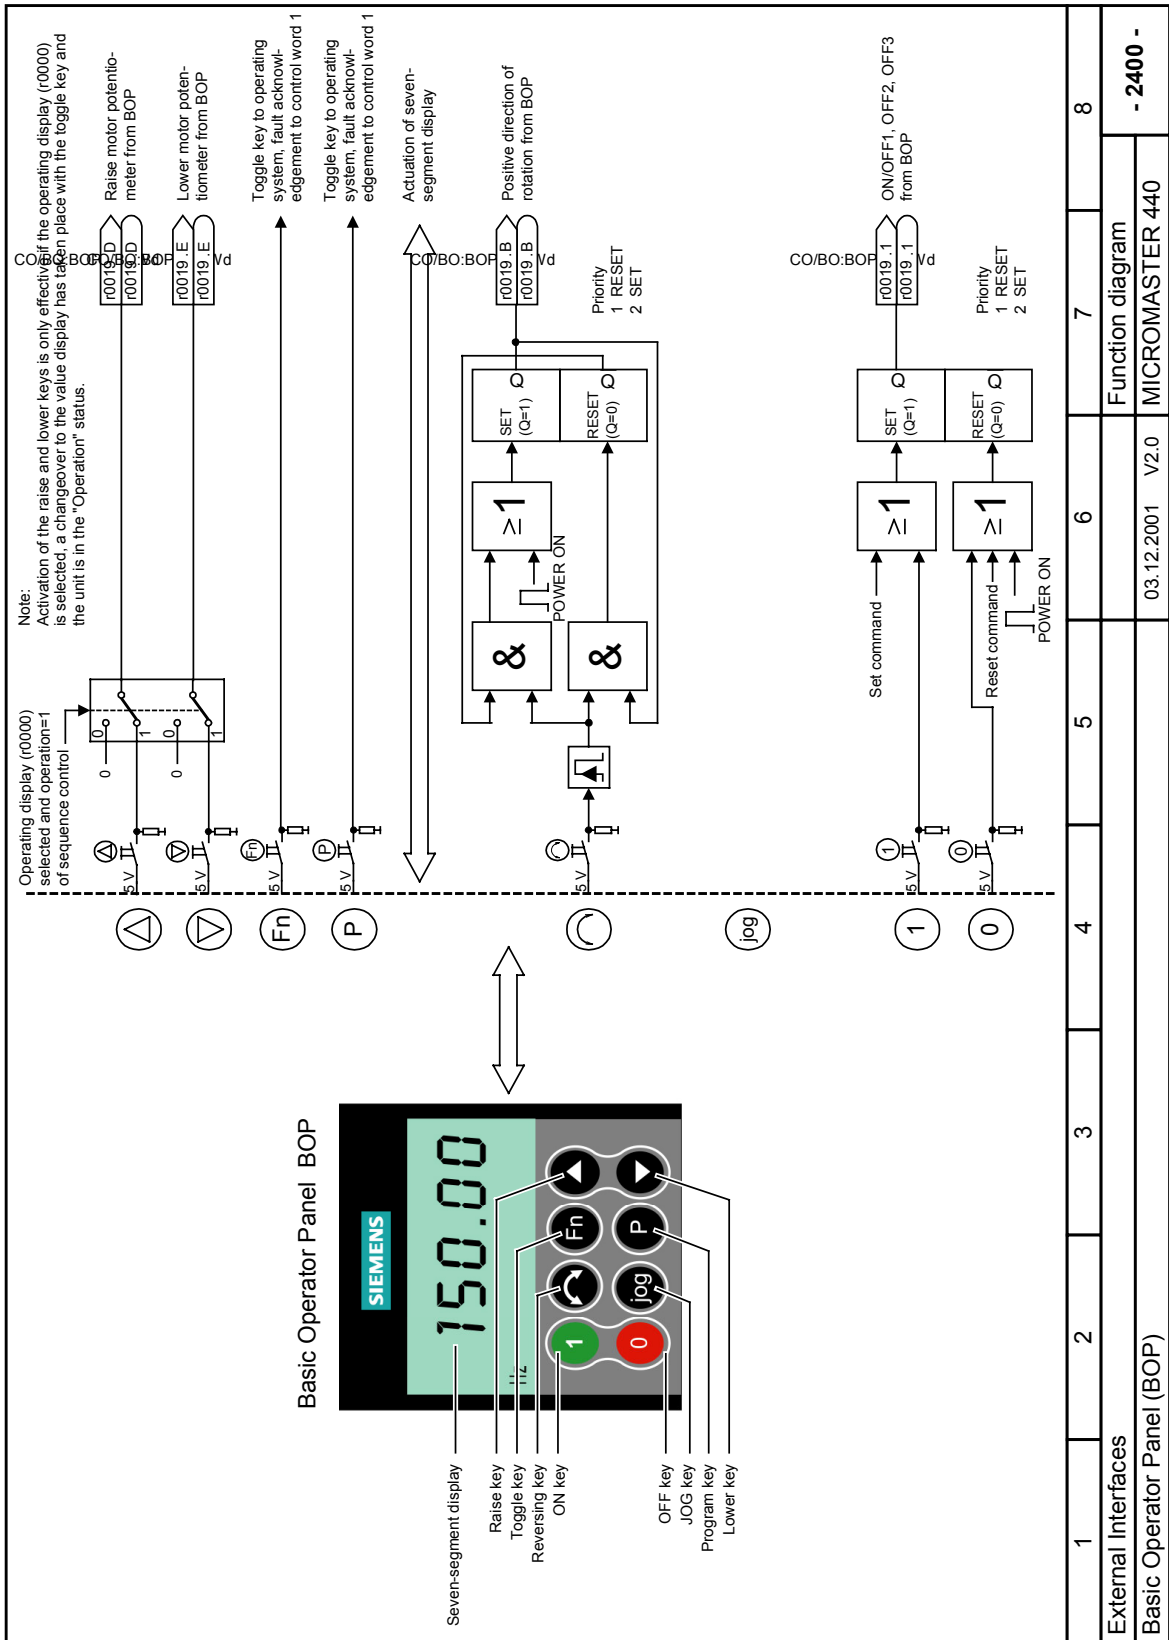 Note:
Activation of the raise and lower keys is only effective if the operating display (r0000)
is selected, a changeover to the value display has taken place with the toggle key and
the unit is in the "Operation" status.
Operating display (r0000)
selected and operation=1
of sequence control
0
0
1
0
0
1
5 V
CO/BO:BOP
r0019.D
r0019.D
Raise motor potentio-
meter from BOP
5 V
CO/BO:BOP
r0019.E
r0019.E
Lower motor poten-
tiometer from BOP
Fn
Fn
5 V
Toggle key to operating
system, fault acknowl-
edgement to control word 1
P
P
5 V
Toggle key to operating
system, fault acknowl-
edgement to control word 1
Actuation of seven-
segment display
5 V
&
&
≥1
POWER ON
SET
(Q=1)
Q
RESET
(Q=0)
Q
Priority
1 RESET
2 SET
CO/BO:BOP
r0019.B
r0019.B
Positive direction of
rotation from BOP
jog
1
1
5 V
0
0
5 V
Set command
≥1
Reset command
≥1
POWER ON
SET
(Q=1)
Q
RESET
(Q=0)
Q
Priority
1 RESET
2 SET
CO/BO:BOP
r0019.1
r0019.1
ON/OFF1, OFF2, OFF3
from BOP
Basic Operator Panel BOP
SIEMENS
150.00
Hz
1
Fn
0
jog
P
Seven-segment display
Raise key
Toggle key
Reversing key
ON key
OFF key
JOG key
Program key
Lower key
1 2 3 4 5 6 7 8
External Interfaces
Function diagram
- 2400 -
Basic Operator Panel (BOP)
03.12.2001 V2.0
MICROMASTER 440